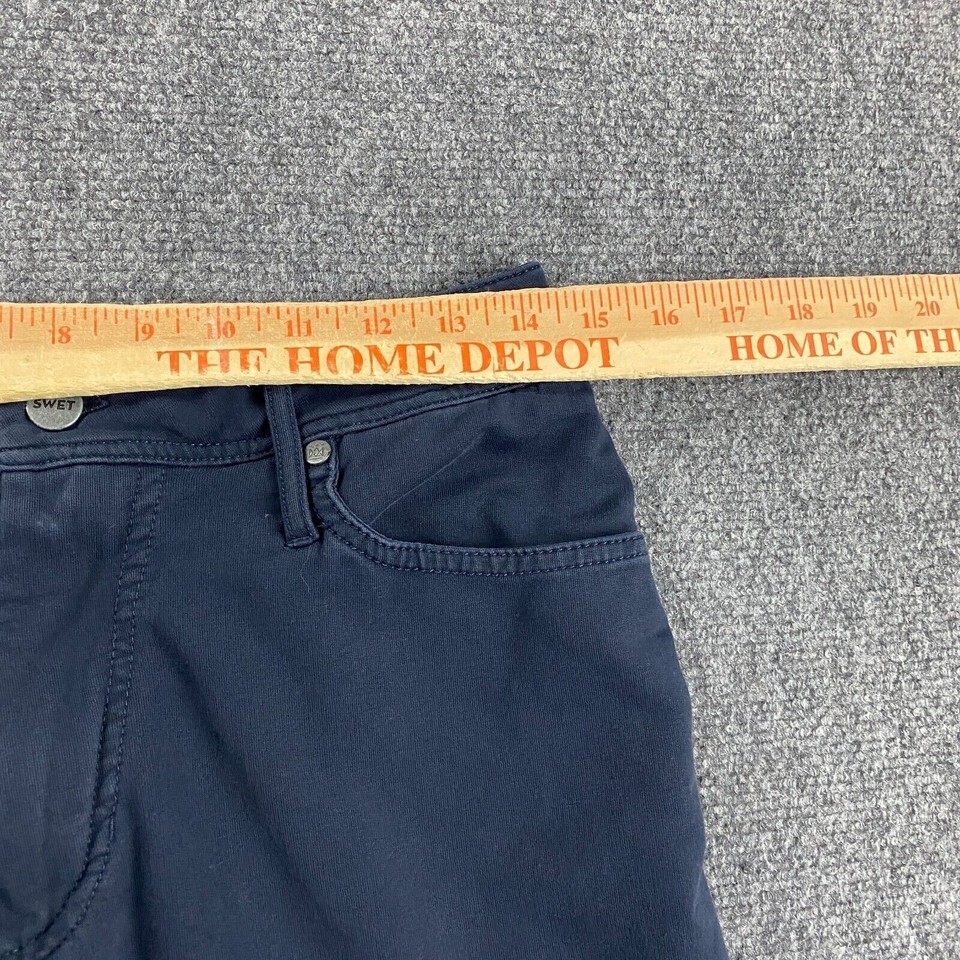 8 9 10 11 12 13 14 15 16 17 18 19 20
THE HOME DEPOT HOME OF TH
SWET